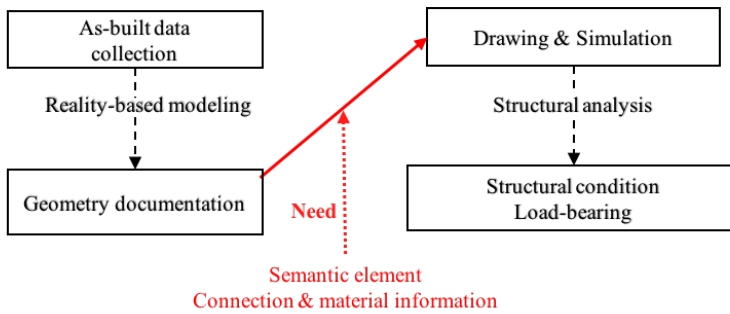 As-built data
collection
Reality-based modeling
Geometry documentation
Need
Semantic element
Connection & material information
Drawing & Simulation
Structural analysis
Structural condition
Load-bearing